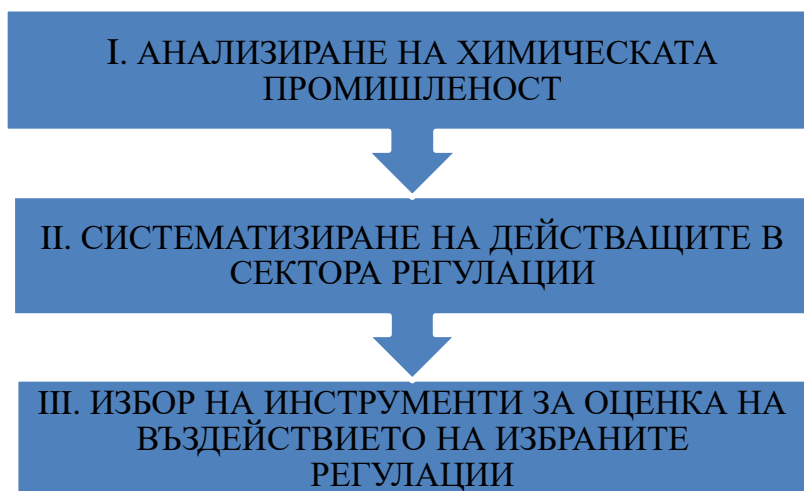 I. АНАЛИЗИРАНЕ НА ХИМИЧЕСКАТА
ПРОМИШЛЕНОСТ
II. СИСТЕМАТИЗИРАНЕ НА ДЕЙСТВАЩИТЕ В
СЕКТОРА РЕГУЛАЦИИ
III. ИЗБОР НА ИНСТРУМЕНТИ ЗА ОЦЕНКА НА
ВЪЗДЕЙСТВИЕТО НА ИЗБРАНИТЕ
РЕГУЛАЦИИ